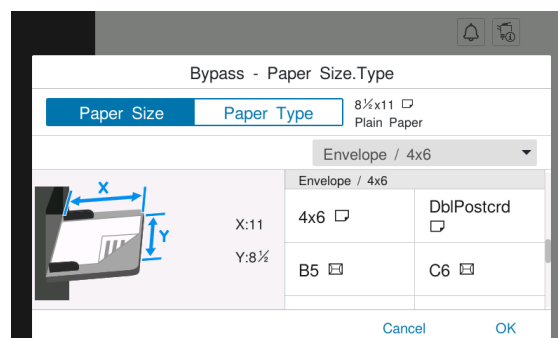 Bypass - Paper Size.Type
Paper Size
Paper Type
8½x11
Plain Paper
Envelope / 4x6
Envelope / 4x6
X
Y
X:11
Y:8½
4x6
DblPostcrd
B5
C6
Cancel
OK